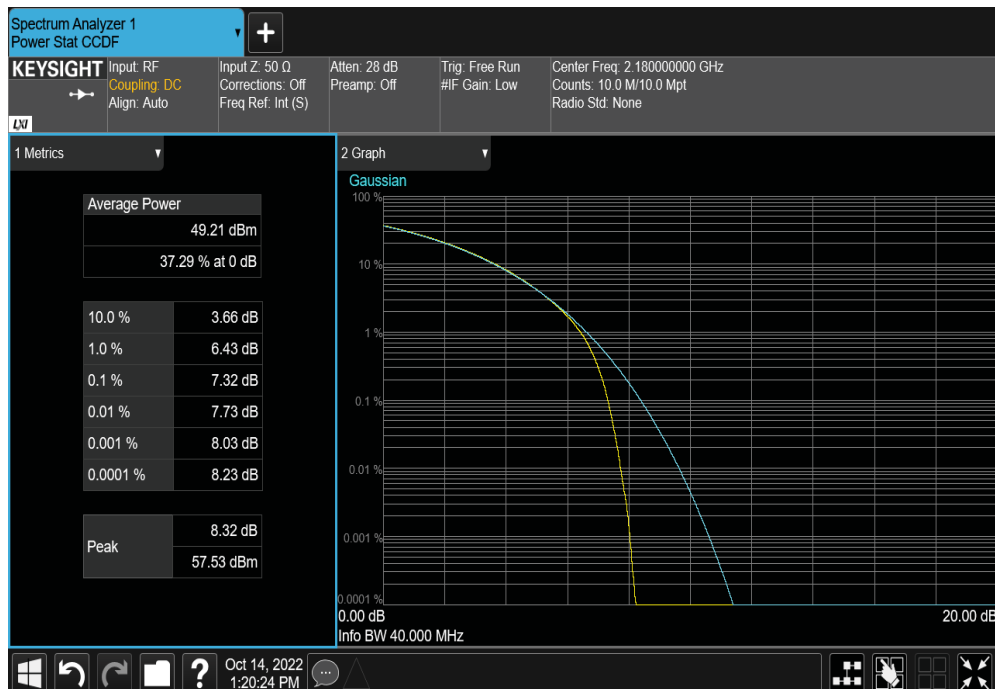 Spectrum Analyzer 1
Power Stat CCDF
KEYSIGHT
Input: RF
Coupling: DC
Align: Auto
Input Z: 50 Ω
Corrections: Off
Freq Ref: Int (S)
Atten: 28 dB
Preamp: Off
Trig: Free Run
#IF Gain: Low
Center Freq: 2.180000000 GHz
Counts: 10.0 M/10.0 Mpt
Radio Std: None
LXI
1 Metrics
Average Power
49.21 dBm
37.29 % at 0 dB
10.0 % 3.66 dB
1.0 % 6.43 dB
0.1 % 7.32 dB
0.01 % 7.73 dB
0.001 % 8.03 dB
0.0001 % 8.23 dB
Peak
8.32 dB
57.53 dBm
2 Graph
Gaussian
100 %
10 %
1 %
0.1 %
0.01 %
0.001 %
0.0001 %
0.00 dB
20.00 dB
Info BW 40.000 MHz
?
Oct 14, 2022
1:20:24 PM